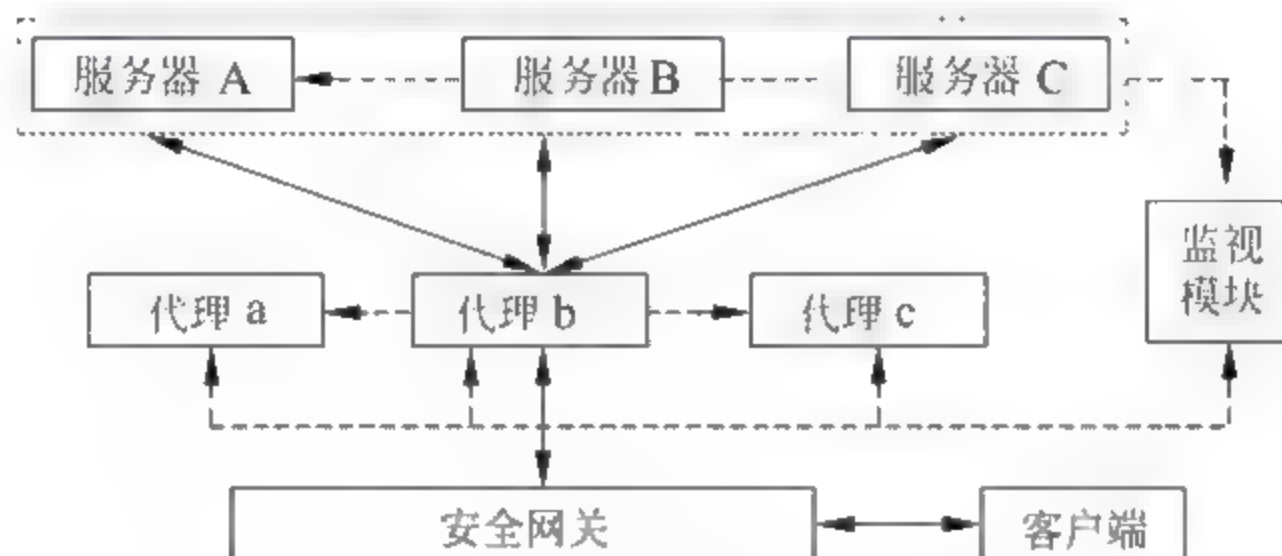 服务器 A
服务器 B
服务器 C
监视
模块
代理 a
代理 b
代理 c
安全网关
客户端